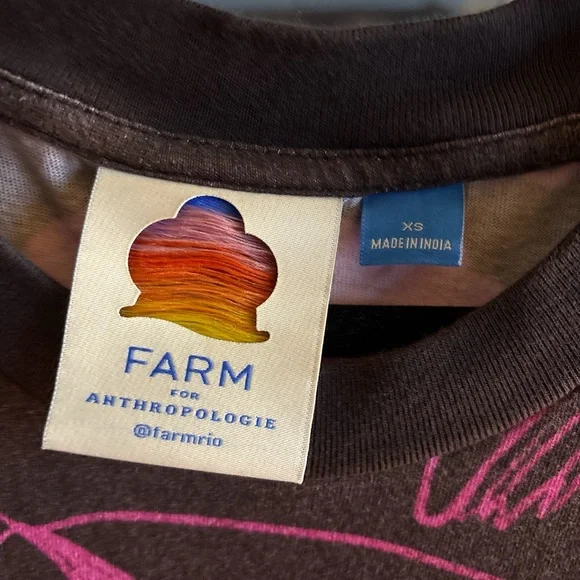 XS
MADE IN INDIA
FARM
FOR
ANTHROPOLOGIE
@farmrio